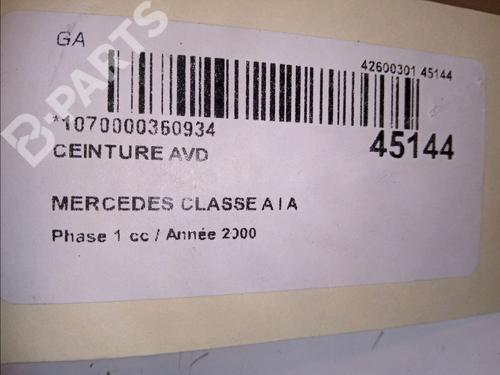 GA
42600301 45144
*1070000360934
45144
CEINTURE AVD
MERCEDES CLASSE A I A
Phase 1 cc / Année 2000
B-PARTS